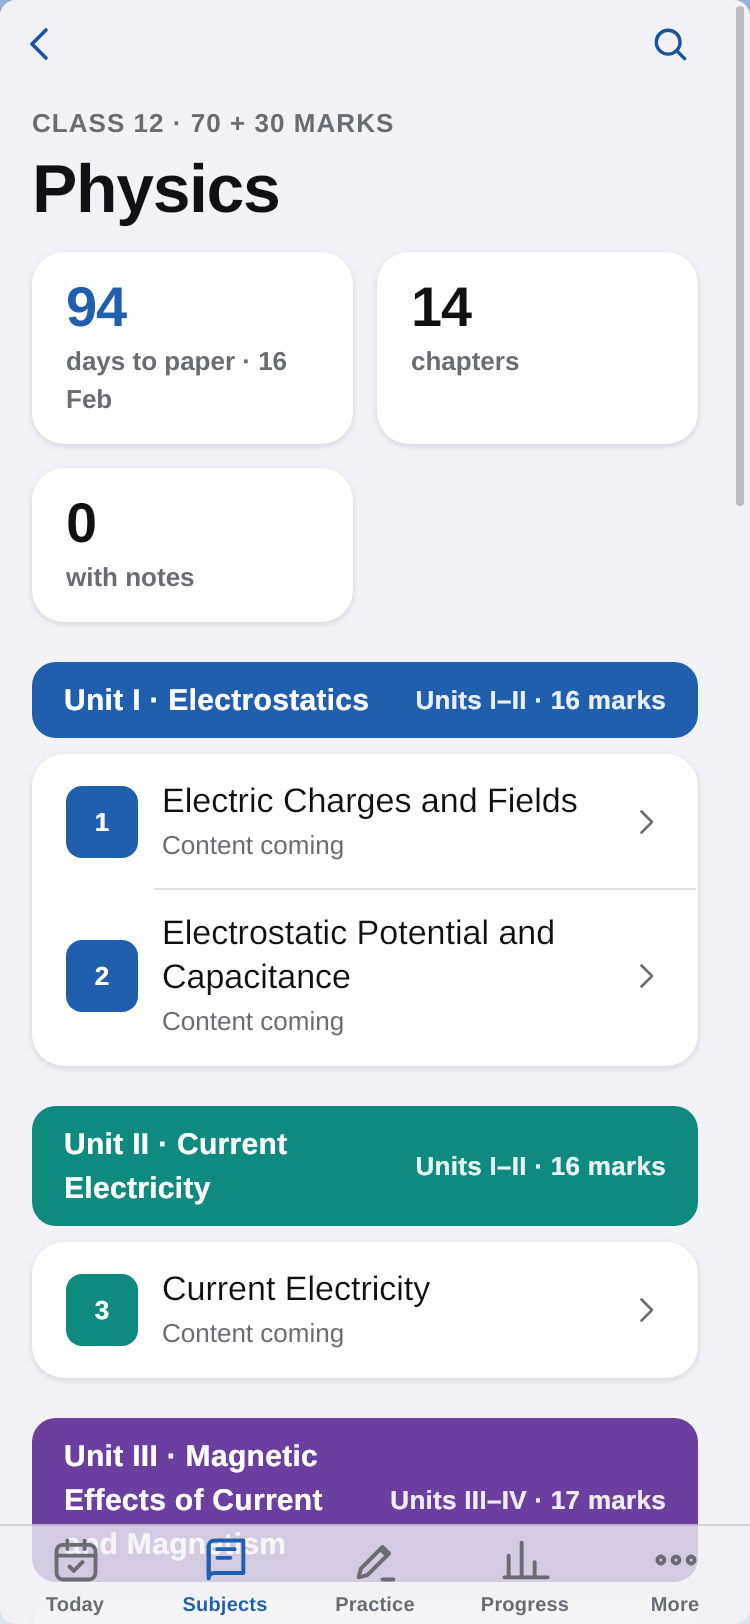 CLASS 12 · 70 + 30 MARKS
Physics
94
days to paper · 16
Feb
14
chapters
0
with notes
Unit I · Electrostatics
Units I–II · 16 marks
1
Electric Charges and Fields
Content coming
2
Electrostatic Potential and
Capacitance
Content coming
Unit II · Current
Electricity
Units I–II · 16 marks
3
Current Electricity
Content coming
Unit III · Magnetic
Effects of Current
and Magnetism
Units III–IV · 17 marks
Today
Subjects
Practice
Progress
More